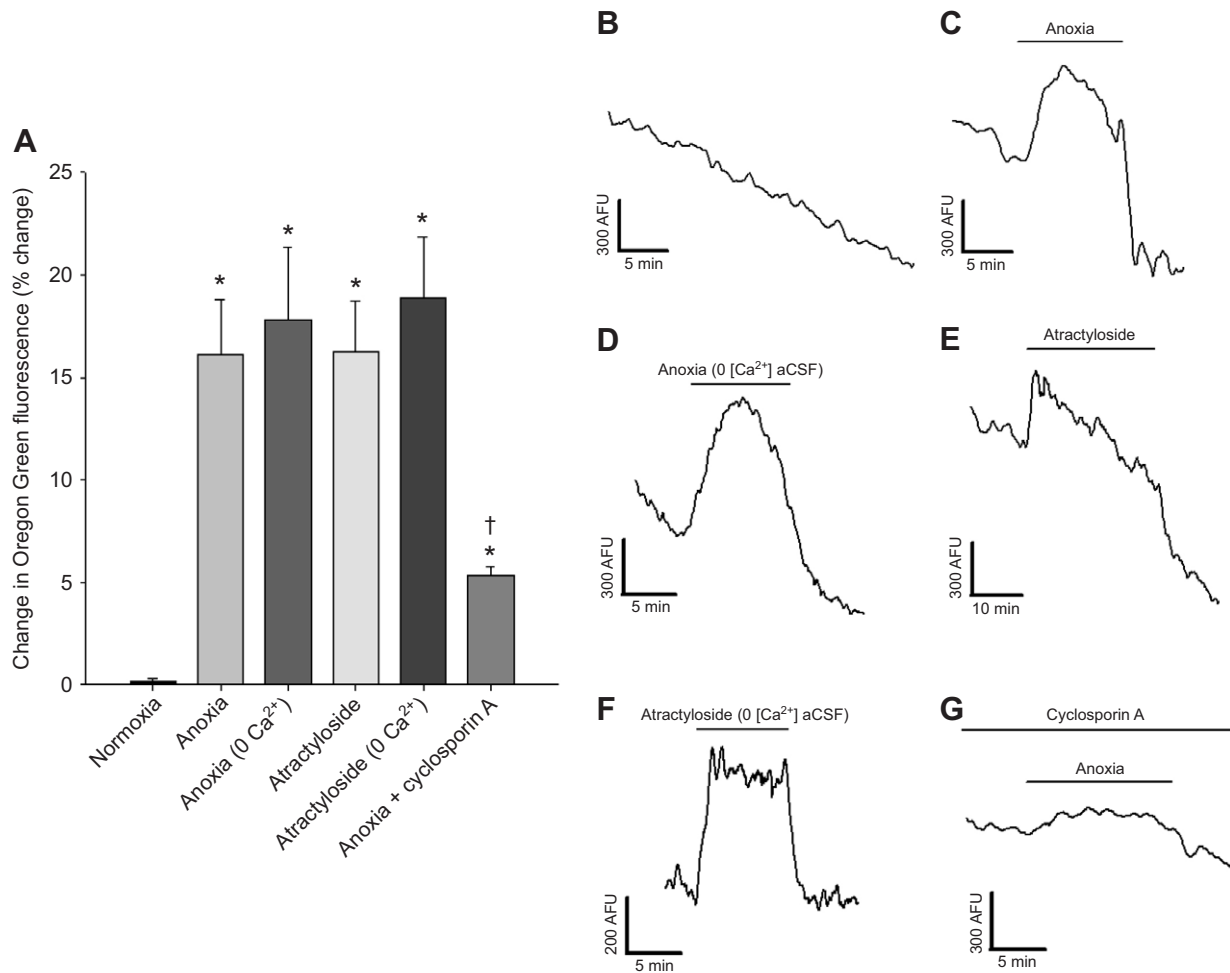 A
Change in Oregon Green fluorescence (% change)
25
20
15
10
5
0
*
*
*
*
†
*
Normoxia
Anoxia
Anoxia (0 Ca²⁺)
Atractyloside
Atractyloside (0 Ca²⁺)
Anoxia + cyclosporin A
B
300 AFU
5 min
C
Anoxia
300 AFU
5 min
D
Anoxia (0 [Ca²⁺] aCSF)
300 AFU
5 min
E
Atractyloside
300 AFU
10 min
F
Atractyloside (0 [Ca²⁺] aCSF)
200 AFU
5 min
G
Cyclosporin A
Anoxia
300 AFU
5 min